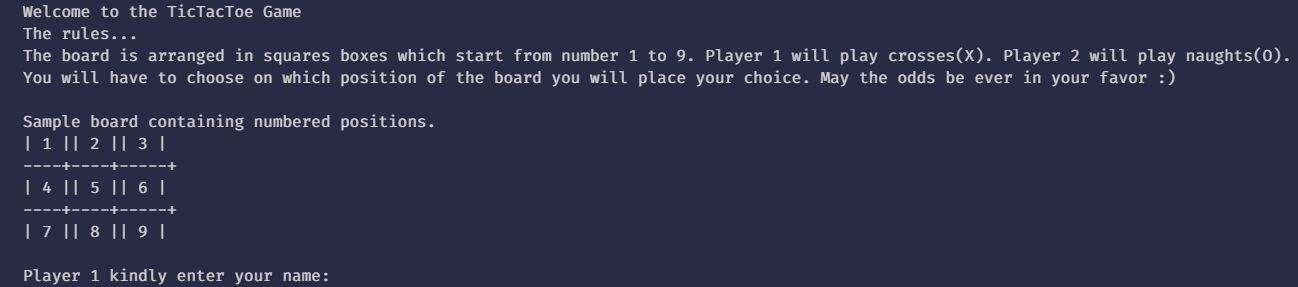 Welcome to the TicTacToe Game
The rules...
The board is arranged in squares boxes which start from number 1 to 9. Player 1 will play crosses(X). Player 2 will play naughts(O).
You will have to choose on which position of the board you will place your choice. May the odds be ever in your favor :)
Sample board containing numbered positions.
| 1 || 2 || 3 |
----+----+-----+
| 4 || 5 || 6 |
----+----+-----+
| 7 || 8 || 9 |
Player 1 kindly enter your name: